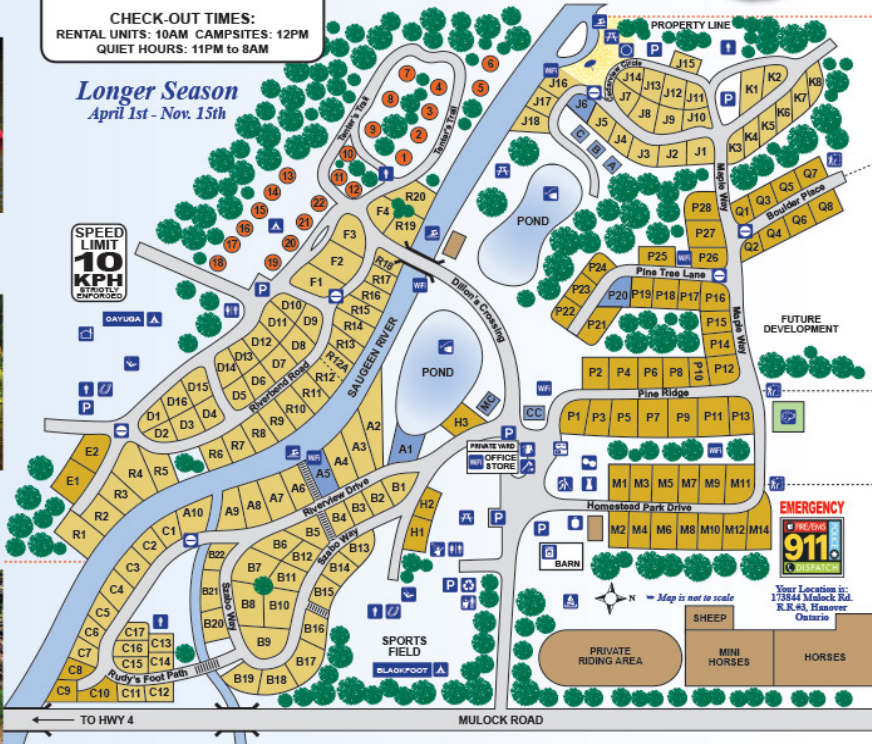 CHECK-OUT TIMES:
RENTAL UNITS: 10AM CAMPSITES: 12PM
QUIET HOURS: 11PM to 8AM
Longer Season
April 1st - Nov. 15th
PROPERTY LINE
Tenter's Trail
Tenter's Trail
1
2
3
4
5
6
7
8
9
10
11
12
13
14
15
16
17
18
19
20
21
22
SPEED
LIMIT
10
KPH
STRICTLY
ENFORCED
CAYUGA
P
WiFi
Cedarview Circle
J16
J17
J18
J6
J5
J4
J3
J2
J1
J7
J8
J9
J10
J11
J12
J13
J14
J15
C
B
A
K1
K2
K3
K4
K5
K6
K7
K8
Maple Way
Q1
Q3
Q5
Q7
Boulder Place
Q2
Q4
Q6
Q8
POND
R20
F4
R19
F3
F2
F1
R18
R17
R16
R15
R14
R13
R12A
R12
R11
R10
R9
R8
R7
R6
R5
R4
R3
R2
R1
E2
E1
Dillon's Crossing
SAUGEEN RIVER
Riverbend Road
D10
D11
D9
D12
D8
D13
D7
D14
D6
D15
D5
D16
D4
D1
D3
D2
P28
P27
P26
P25
P24
P23
P22
P21
Pine Tree Lane
P20
P19
P18
P17
P16
P15
P14
P12
Maple Way
FUTURE
DEVELOPMENT
P2
P4
P6
P8
P10
Pine Ridge
P1
P3
P5
P7
P9
P11
P13
POND
MC
CC
H3
PRIVATE YARD
WiFi OFFICE
STORE
M1
M3
M5
M7
M9
M11
Homestead Park Drive
M2
M4
M6
M8
M10
M12
M14
A1
A2
A3
A4
A5
A6
A7
A8
A9
A10
Riverview Drive
B1
B2
B3
B4
B5
B6
B7
B8
B9
B10
B11
B12
B13
B14
B15
B16
B17
B18
B19
B20
B21
B22
Szabo Way
Szabo Way
H2
H1
C1
C2
C3
C4
C5
C6
C7
C8
C9
C10
C11
C12
C13
C14
C15
C16
C17
Rudy's Foot Path
SPORTS
FIELD
BLACKFOOT
BARN
N
Map is not to scale
EMERGENCY
FIRE/EMS
POLICE
911
DISPATCH
Your Location is:
173844 Mulock Rd.
R.R.#3, Hanover
Ontario
PRIVATE
RIDING AREA
SHEEP
MINI
HORSES
HORSES
TO HWY 4
MULOCK ROAD